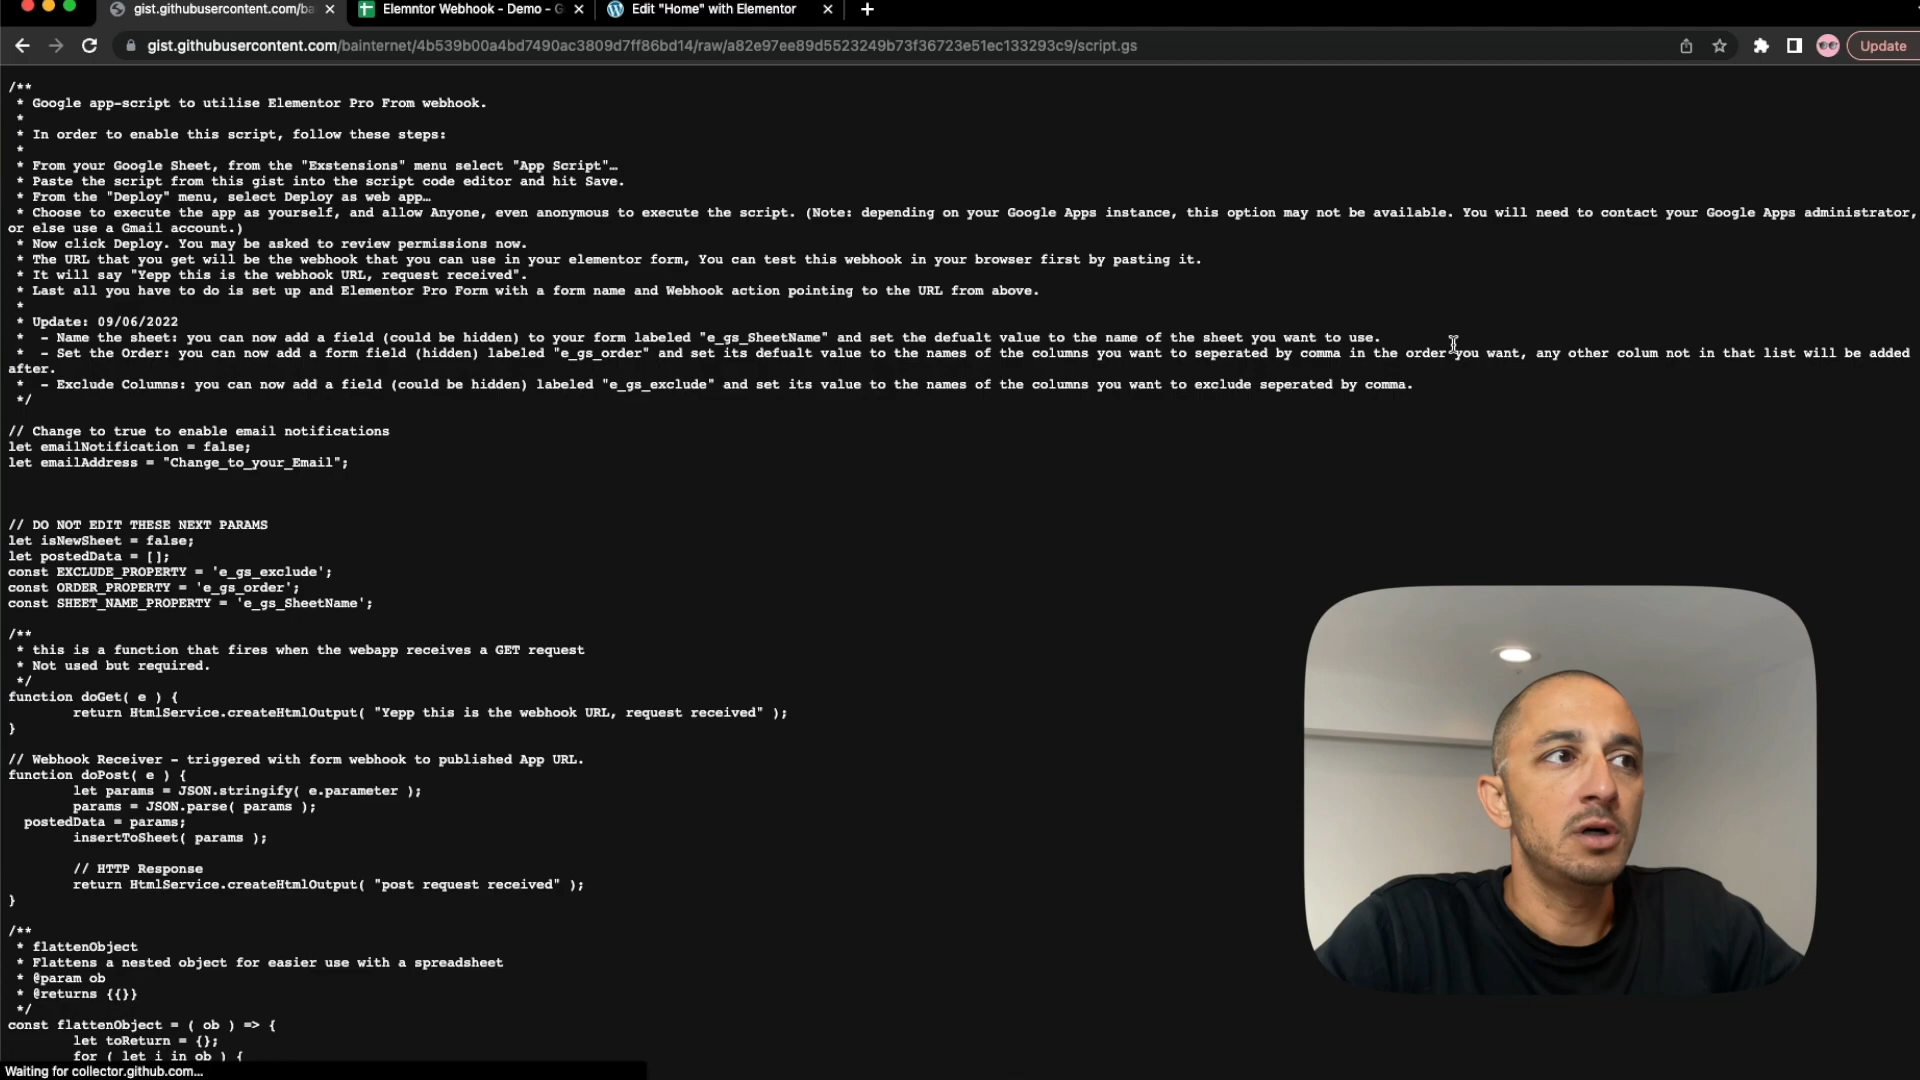 gist.githubusercontent.com/ba
Elemntor Webhook - Demo - G
Edit "Home" with Elementor
gist.githubusercontent.com/bainternet/4b539b00a4bd7490ac3809d7ff86bd14/raw/a82e97ee89d5523249b73f36723e51ec133293c9/script.gs
Update
/**
* Google app-script to utilise Elementor Pro From webhook.
*
* In order to enable this script, follow these steps:
*
* From your Google Sheet, from the "Exstensions" menu select "App Script"…
* Paste the script from this gist into the script code editor and hit Save.
* From the "Deploy" menu, select Deploy as web app…
* Choose to execute the app as yourself, and allow Anyone, even anonymous to execute the script. (Note: depending on your Google Apps instance, this option may not be available. You will need to contact your Google Apps administrator,
or else use a Gmail account.)
* Now click Deploy. You may be asked to review permissions now.
* The URL that you get will be the webhook that you can use in your elementor form, You can test this webhook in your browser first by pasting it.
* It will say "Yepp this is the webhook URL, request received".
* Last all you have to do is set up and Elementor Pro Form with a form name and Webhook action pointing to the URL from above.
*
* Update: 09/06/2022
*  - Name the sheet: you can now add a field (could be hidden) to your form labeled "e_gs_SheetName" and set the defualt value to the name of the sheet you want to use.
*  - Set the Order: you can now add a form field (hidden) labeled "e_gs_order" and set its defualt value to the names of the columns you want to seperated by comma in the order you want, any other colum not in that list will be added
after.
*  - Exclude Columns: you can now add a field (could be hidden) labeled "e_gs_exclude" and set its value to the names of the columns you want to exclude seperated by comma.
*/
// Change to true to enable email notifications
let emailNotification = false;
let emailAddress = "Change_to_your_Email";
// DO NOT EDIT THESE NEXT PARAMS
let isNewSheet = false;
let postedData = [];
const EXCLUDE_PROPERTY = 'e_gs_exclude';
const ORDER_PROPERTY = 'e_gs_order';
const SHEET_NAME_PROPERTY = 'e_gs_SheetName';
/**
* this is a function that fires when the webapp receives a GET request
* Not used but required.
*/
function doGet( e ) {
return HtmlService.createHtmlOutput( "Yepp this is the webhook URL, request received" );
}
// Webhook Receiver - triggered with form webhook to published App URL.
function doPost( e ) {
let params = JSON.stringify( e.parameter );
params = JSON.parse( params );
postedData = params;
insertToSheet( params );
// HTTP Response
return HtmlService.createHtmlOutput( "post request received" );
}
/**
* flattenObject
* Flattens a nested object for easier use with a spreadsheet
* @param ob
* @returns {{}}
*/
const flattenObject = ( ob ) => {
let toReturn = {};
for ( let i in ob ) {
Waiting for collector.github.com...